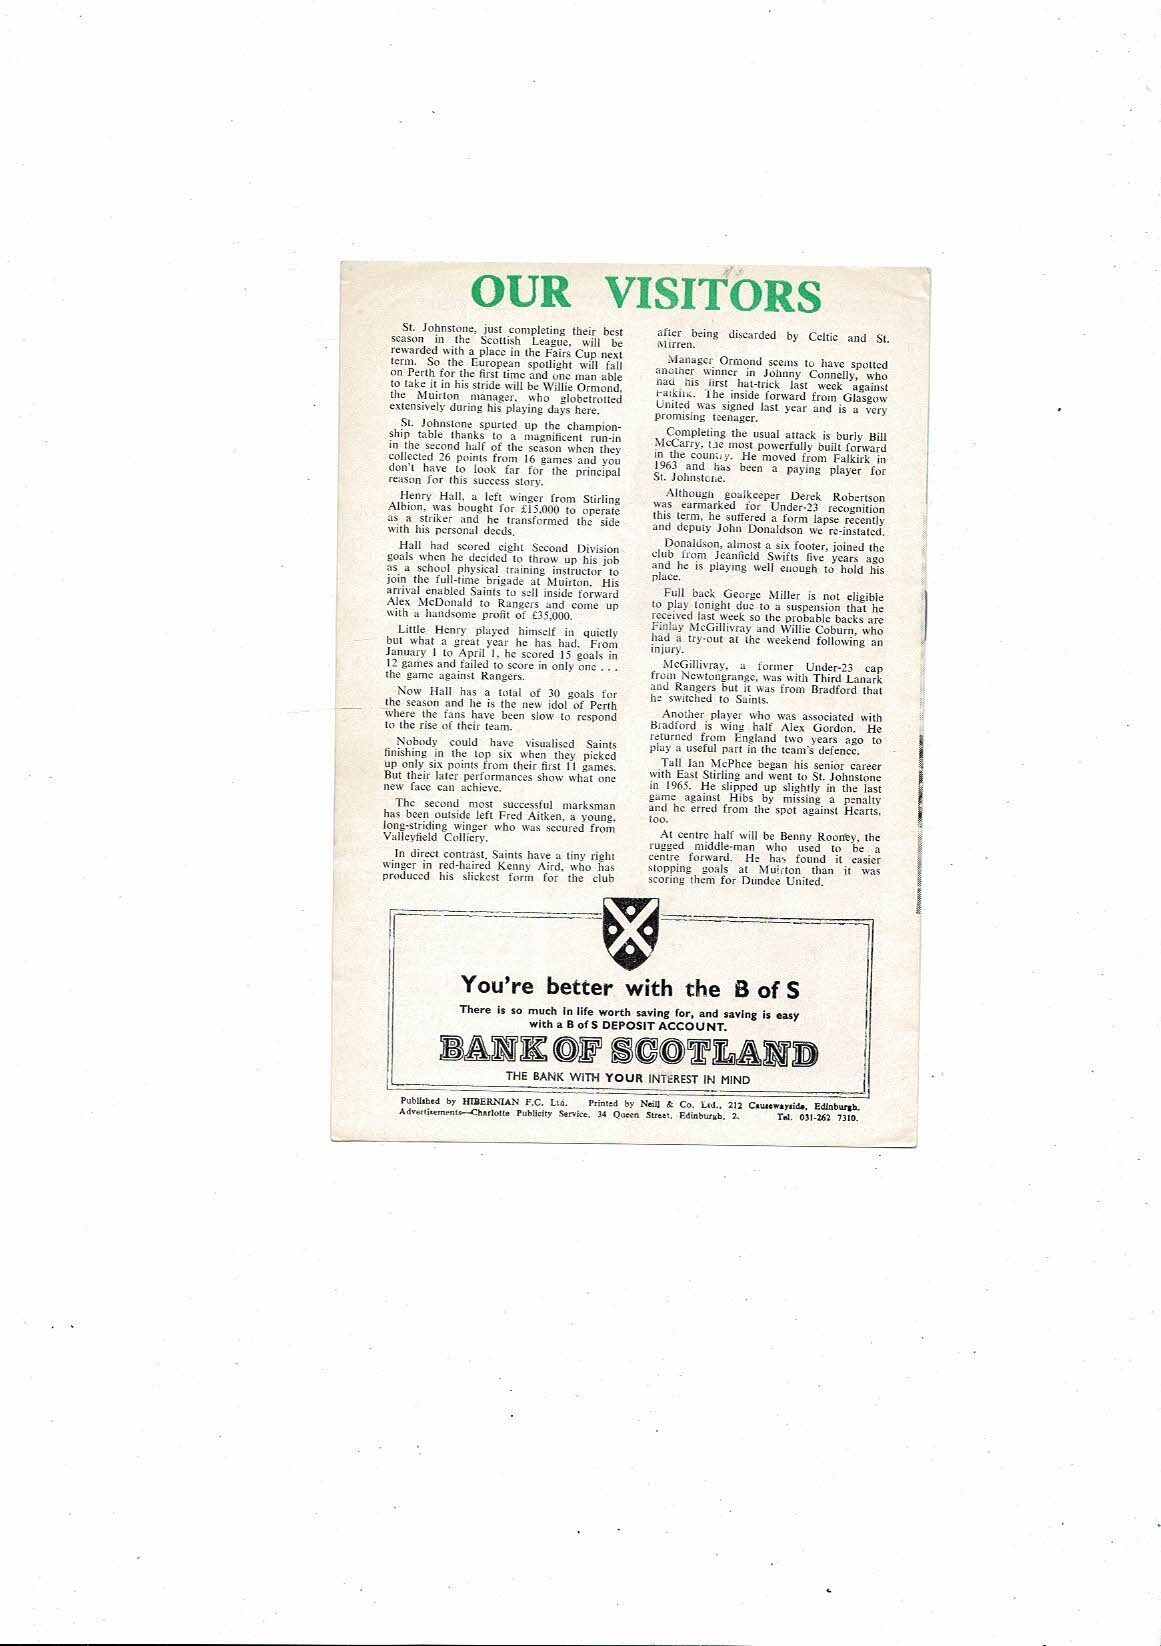 OUR VISITORS
St. Johnstone, just completing their best
season in the Scottish League, will be
rewarded with a place in the Fairs Cup next
term. So the European spotlight will fall
on Perth for the first time and one man able
to take it in his stride will be Willie Ormond,
the Muirton manager, who globetrotted
extensively during his playing days here.
St. Johnstone spurted up the champion-
ship table thanks to a magnificent run-in
in the second half of the season when they
collected 26 points from 16 games and you
don't have to look far for the principal
reason for this success story.
Henry Hall, a left winger from Stirling
Albion, was bought for £15,000 to operate
as a striker and he transformed the side
with his personal deeds.
Hall had scored eight Second Division
goals when he decided to throw up his job
as a school physical training instructor to
join the full-time brigade at Muirton. His
arrival enabled Saints to sell inside forward
Alex McDonald to Rangers and come up
with a handsome profit of £35,000.
Little Henry played himself in quietly
but what a great year he has had. From
January 1 to April 1, he scored 15 goals in
12 games and failed to score in only one . . .
the game against Rangers.
Now Hall has a total of 30 goals for
the season and he is the new idol of Perth
where the fans have been slow to respond
to the rise of their team.
Nobody could have visualised Saints
finishing in the top six when they picked
up only six points from their first 11 games.
But their later performances show what one
new face can achieve.
The second most successful marksman
has been outside left Fred Aitken, a young,
long-striding winger who was secured from
Valleyfield Colliery.
In direct contrast, Saints have a tiny right
winger in red-haired Kenny Aird, who has
produced his slickest form for the club
after being discarded by Celtic and St.
Mirren.
Manager Ormond seems to have spotted
another winner in Johnny Connelly, who
had his first hat-trick last week against
Falkirk. The inside forward from Glasgow
United was signed last year and is a very
promising teenager.
Completing the usual attack is burly Bill
McCarry, the most powerfully built forward
in the country. He moved from Falkirk in
1963 and has been a paying player for
St. Johnstone.
Although goalkeeper Derek Robertson
was earmarked for Under-23 recognition
this term, he suffered a form lapse recently
and deputy John Donaldson we re-instated.
Donaldson, almost a six footer, joined the
club from Jeanfield Swifts five years ago
and he is playing well enough to hold his
place.
Full back George Miller is not eligible
to play tonight due to a suspension that he
received last week so the probable backs are
Finlay McGillivray and Willie Coburn, who
had a try-out at the weekend following an
injury.
McGillivray, a former Under-23 cap
from Newtongrange, was with Third Lanark
and Rangers but it was from Bradford that
he switched to Saints.
Another player who was associated with
Bradford is wing half Alex Gordon. He
returned from England two years ago to
play a useful part in the team's defence.
Tall Ian McPhee began his senior career
with East Stirling and went to St. Johnstone
in 1965. He slipped up slightly in the last
game against Hibs by missing a penalty
and he erred from the spot against Hearts,
too.
At centre half will be Benny Rooney, the
rugged middle-man who used to be a
centre forward. He has found it easier
stopping goals at Muirton than it was
scoring them for Dundee United.
You're better with the B of S
There is so much in life worth saving for, and saving is easy
with a B of S DEPOSIT ACCOUNT.
BANK OF SCOTLAND
THE BANK WITH YOUR INTEREST IN MIND
Published by HIBERNIAN F.C. Ltd. Printed by Neill & Co. Ltd., 212 Causewayside, Edinburgh.
Advertisements—Charlotte Publicity Service, 34 Queen Street, Edinburgh, 2. Tel. 031-262 7310.